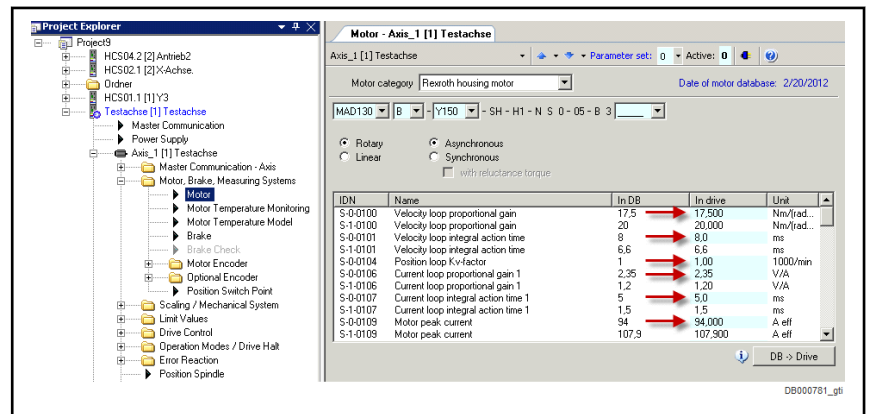 Project Explorer
Project9
HCS04.2 [2] Antrieb2
HCS02.1 [2] X-Achse.
Ordner
HCS01.1 [1] Y3
Testachse [1] Testachse
Master Communication
Power Supply
Axis_1 [1] Testachse
Master Communication - Axis
Motor, Brake, Measuring Systems
Motor
Motor Temperature Monitoring
Motor Temperature Model
Brake
Brake Check
Motor Encoder
Optional Encoder
Position Switch Point
Scaling / Mechanical System
Limit Values
Drive Control
Operation Modes / Drive Halt
Error Reaction
Position Spindle
Motor - Axis_1 [1] Testachse
Axis_1 [1] Testachse Parameter set: 0 Active: 0
Motor category Rexroth housing motor Date of motor database: 2/20/2012
MAD130 B - Y150 - SH - H1 - N S 0 - 05 - B 3 ____
Rotary Asynchronous
Linear Synchronous
with reluctance torque
IDN Name In DB In drive Unit
S-0-0100 Velocity loop proportional gain 17,5 17,500 Nm/(rad...
S-1-0100 Velocity loop proportional gain 20 20,000 Nm/(rad...
S-0-0101 Velocity loop integral action time 8 8,0 ms
S-1-0101 Velocity loop integral action time 6,6 6,6 ms
S-0-0104 Position loop Kv-factor 1 1,00 1000/min
S-0-0106 Current loop proportional gain 1 2,35 2,35 V/A
S-1-0106 Current loop proportional gain 1 1,2 1,20 V/A
S-0-0107 Current loop integral action time 1 5 5,0 ms
S-1-0107 Current loop integral action time 1 1,5 1,5 ms
S-0-0109 Motor peak current 94 94,000 A eff
S-1-0109 Motor peak current 107,9 107,900 A eff
DB -> Drive
DB000781_gti